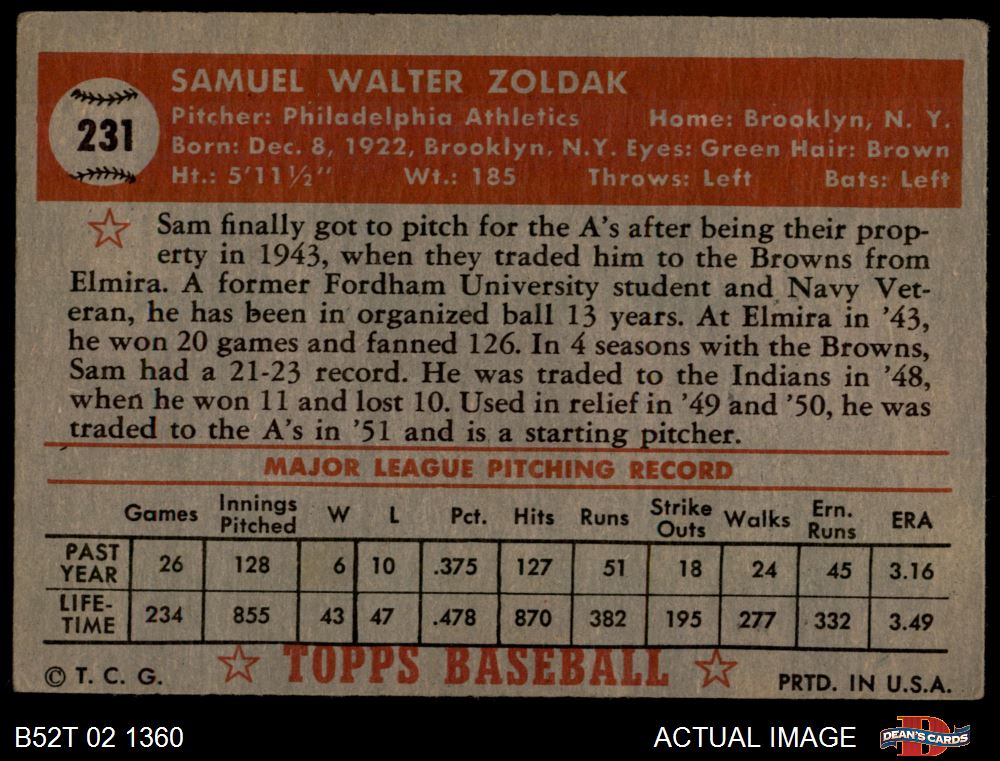 SAMUEL WALTER ZOLDAK
231
Pitcher: Philadelphia Athletics Home: Brooklyn, N. Y.
Born: Dec. 8, 1922, Brooklyn, N.Y. Eyes: Green Hair: Brown
Ht.: 5'11½" Wt.: 185 Throws: Left Bats: Left
Sam finally got to pitch for the A's after being their prop-
erty in 1943, when they traded him to the Browns from
Elmira. A former Fordham University student and Navy Vet-
eran, he has been in organized ball 13 years. At Elmira in '43,
he won 20 games and fanned 126. In 4 seasons with the Browns,
Sam had a 21-23 record. He was traded to the Indians in '48,
when he won 11 and lost 10. Used in relief in '49 and '50, he was
traded to the A's in '51 and is a starting pitcher.
MAJOR LEAGUE PITCHING RECORD
Games Innings Pitched W L Pct. Hits Runs Strike Outs Walks Ern. Runs ERA
PAST YEAR 26 128 6 10 .375 127 51 18 24 45 3.16
LIFE-TIME 234 855 43 47 .478 870 382 195 277 332 3.49
© T. C. G. TOPPS BASEBALL PRTD. IN U.S.A.
B52T 02 1360 ACTUAL IMAGE D DEAN'S CARDS